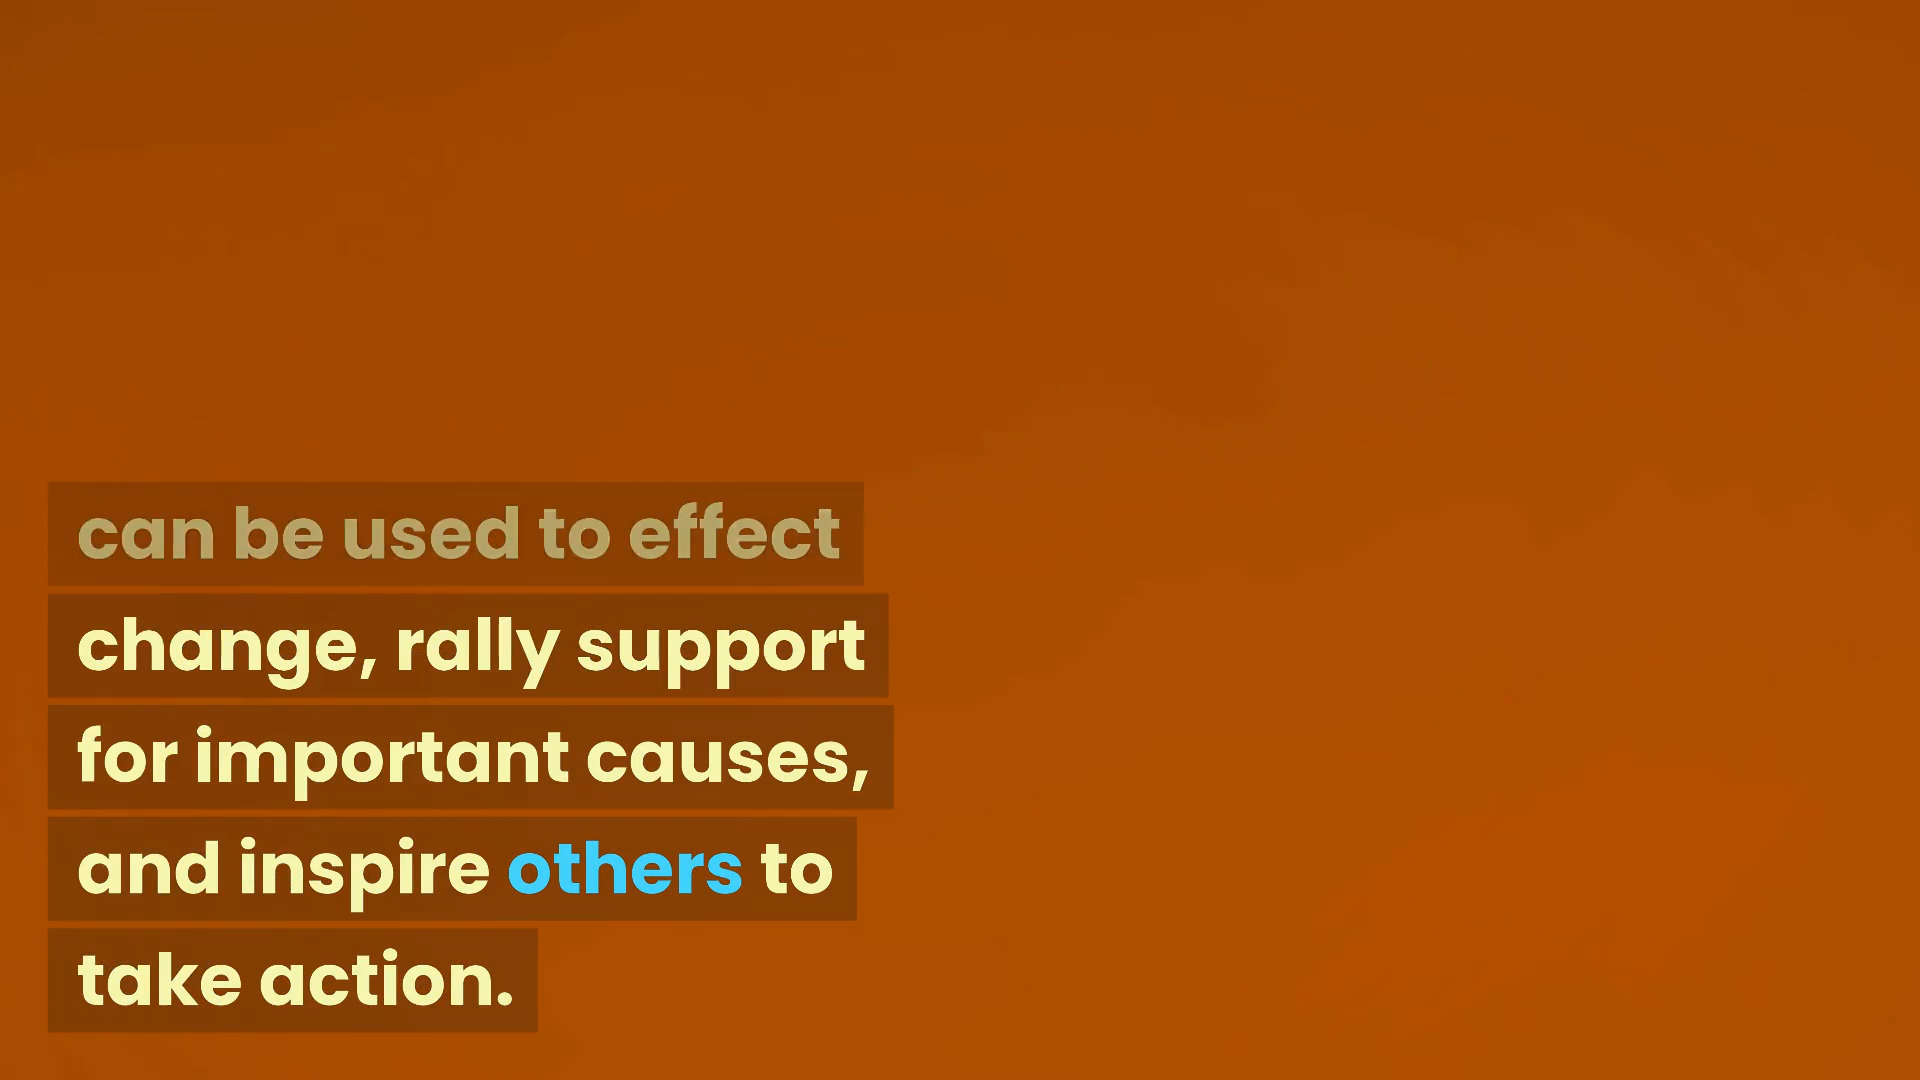 can be used to effect
change, rally support
for important causes,
and inspire others to
take action.